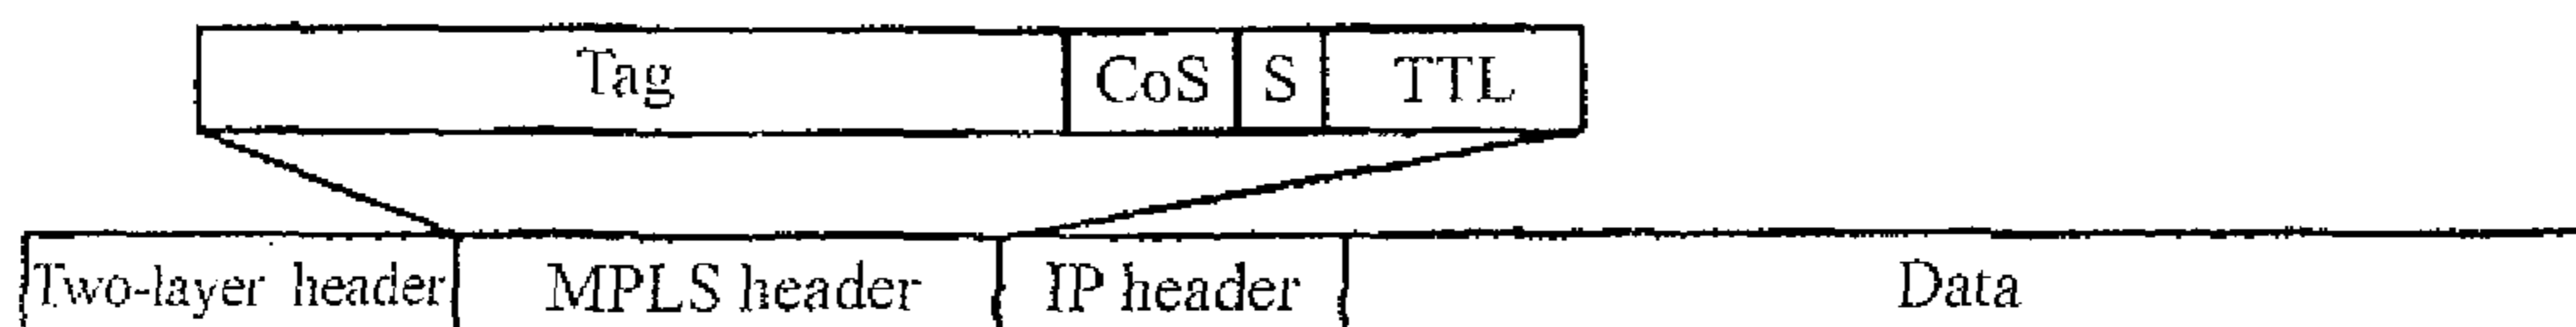 Tag CoS S TTL
Two-layer header MPLS header IP header Data